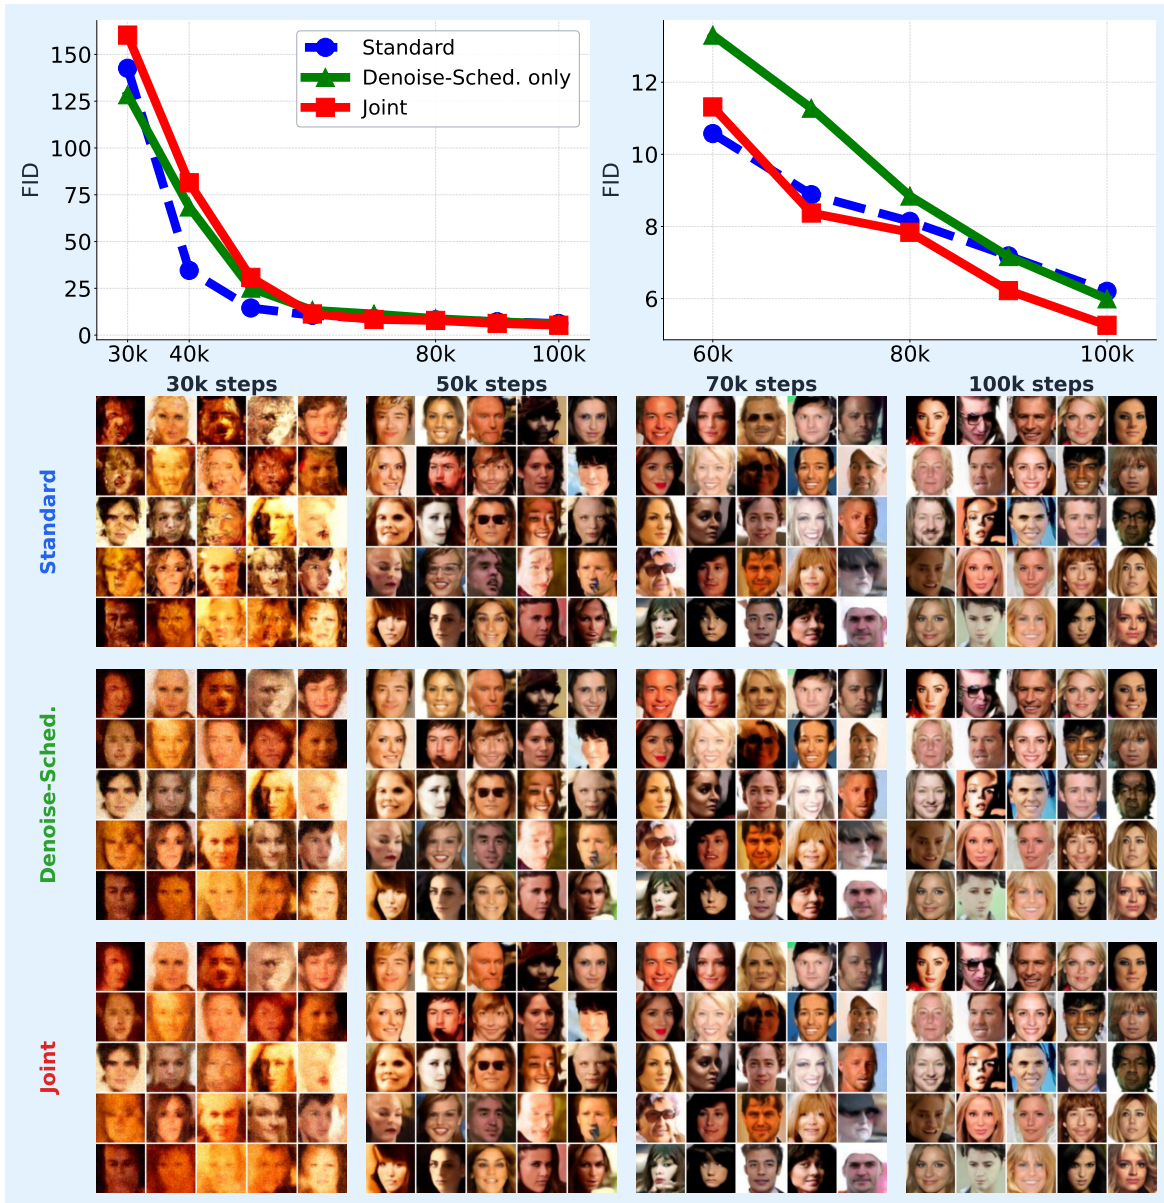 150
125
100
75
50
25
0
FID
30k 40k 80k 100k
Standard
Denoise-Sched. only
Joint
12
10
8
6
FID
60k 80k 100k
30k steps 50k steps 70k steps 100k steps
Standard
Denoise-Sched.
Joint